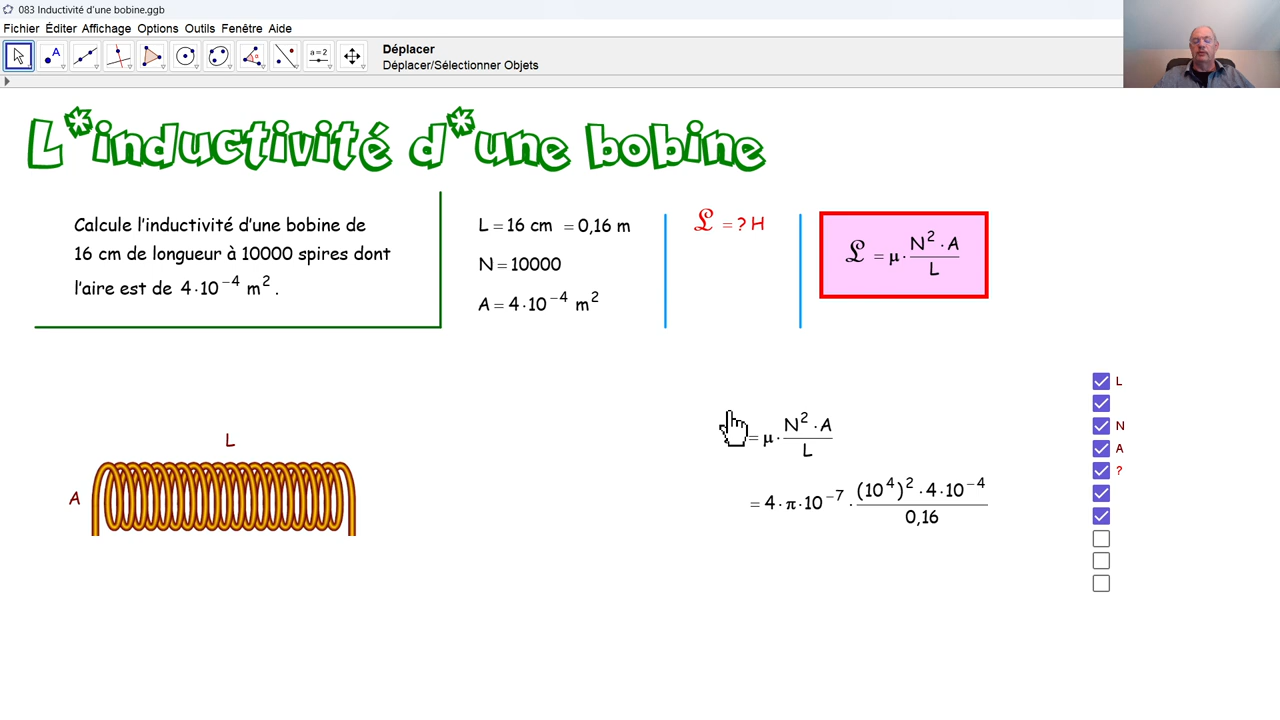 083 Inductivité d'une bobine.ggb
Fichier Éditer Affichage Options Outils Fenêtre Aide
A
a=2
Déplacer
Déplacer/Sélectionner Objets
L*inductivité d*une bobine
Calcule l'inductivité d'une bobine de
16 cm de longueur à 10000 spires dont
l'aire est de 4·10⁻⁴ m².
L = 16 cm = 0,16 m
N = 10000
A = 4·10⁻⁴ m²
ℒ = ? H
ℒ = μ · N² · A / L
L
A
= μ · N² · A / L
= 4 · π · 10⁻⁷ · (10⁴)² · 4 · 10⁻⁴ / 0,16
L
N
A
?